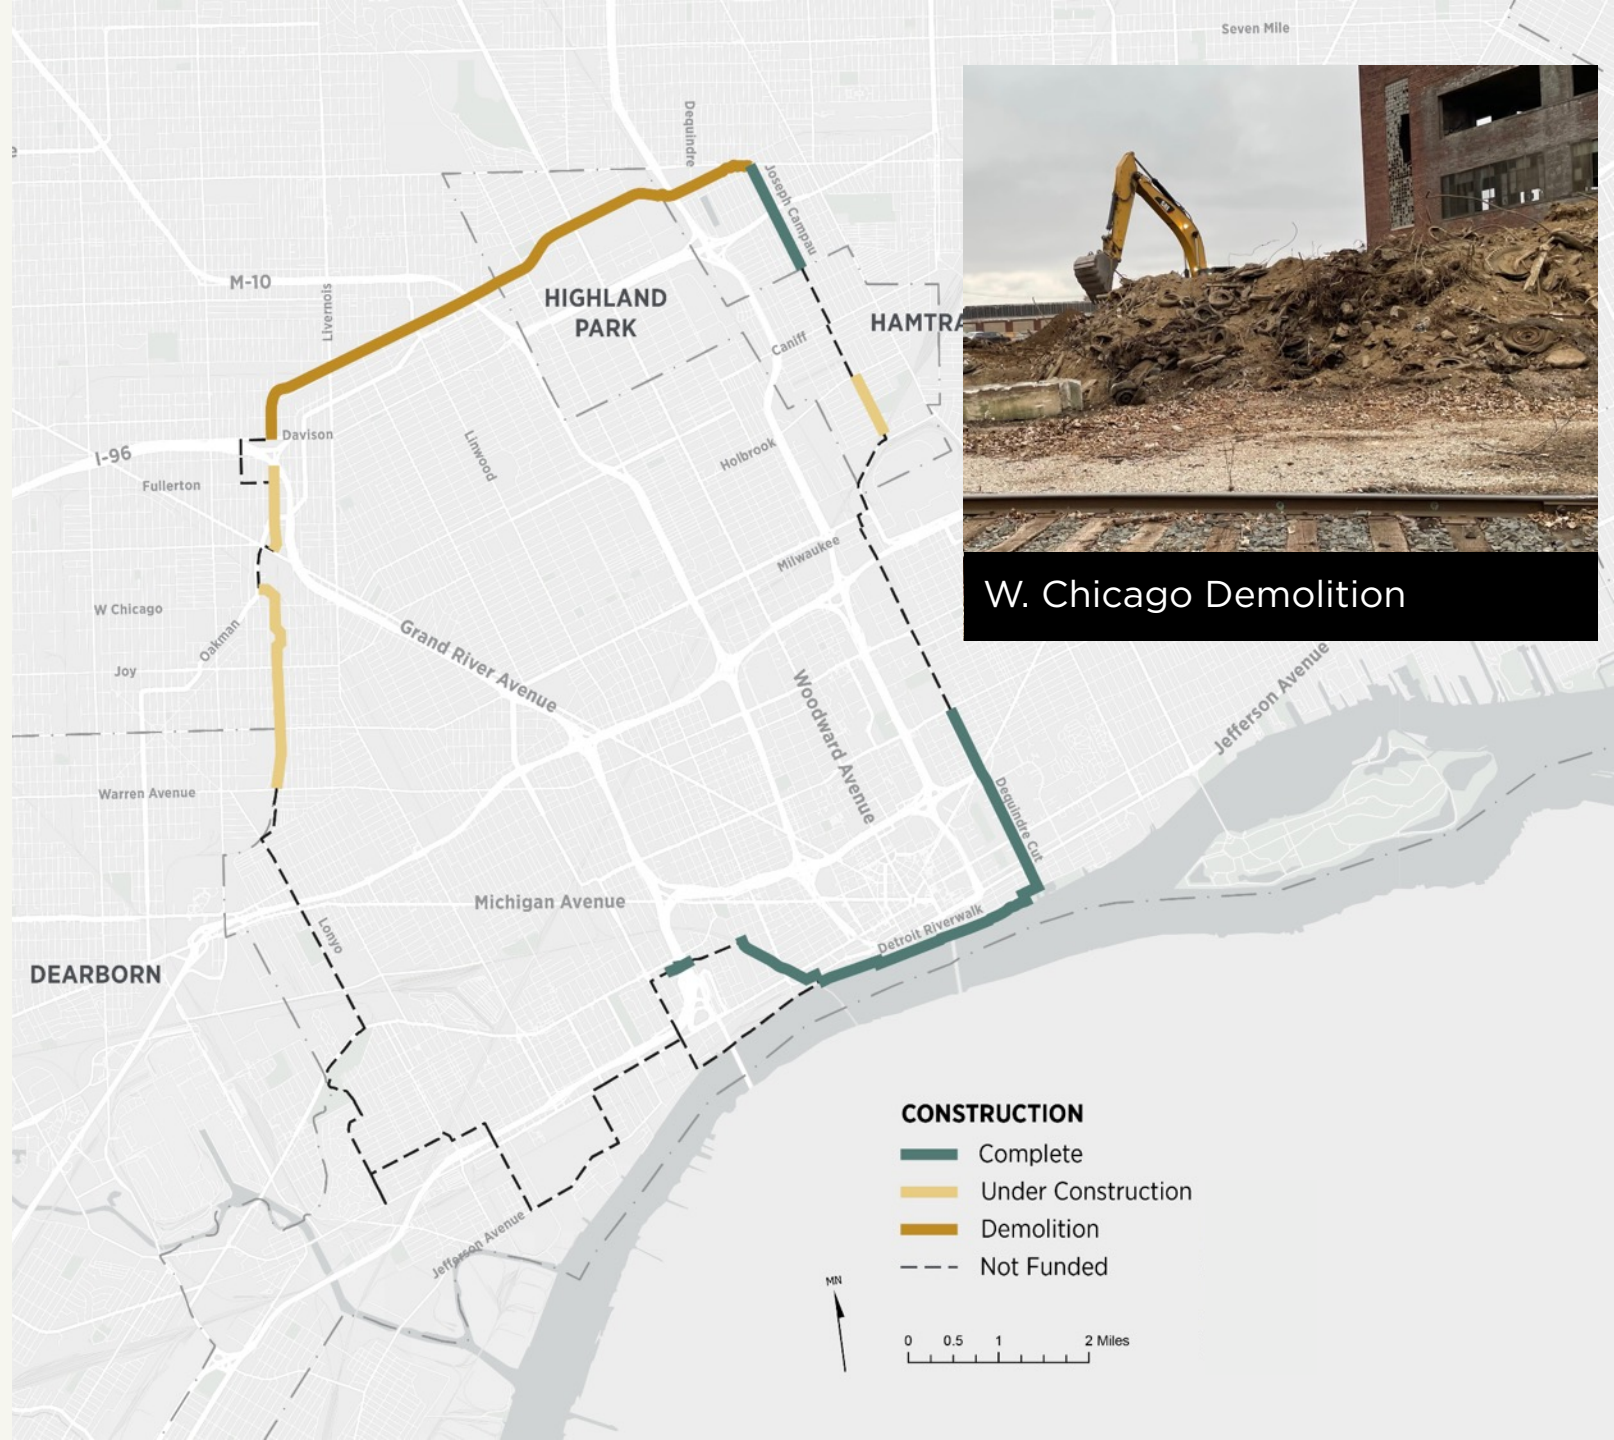 Seven Mile
Dequindre
Joseph Campau
M-10
Livernois
HIGHLAND
PARK
HAMTRA
Caniff
Davison
I-96
Linwood
Holbrook
Fullerton
Milwaukee
W. Chicago Demolition
W Chicago
Oakman
Grand River Avenue
Joy
Woodward Avenue
Jefferson Avenue
Warren Avenue
Dequindre Cut
Michigan Avenue
Detroit Riverwalk
Lonyo
DEARBORN
CONSTRUCTION
Complete
Under Construction
Demolition
Not Funded
Jefferson Avenue
MN
0 0.5 1 2 Miles